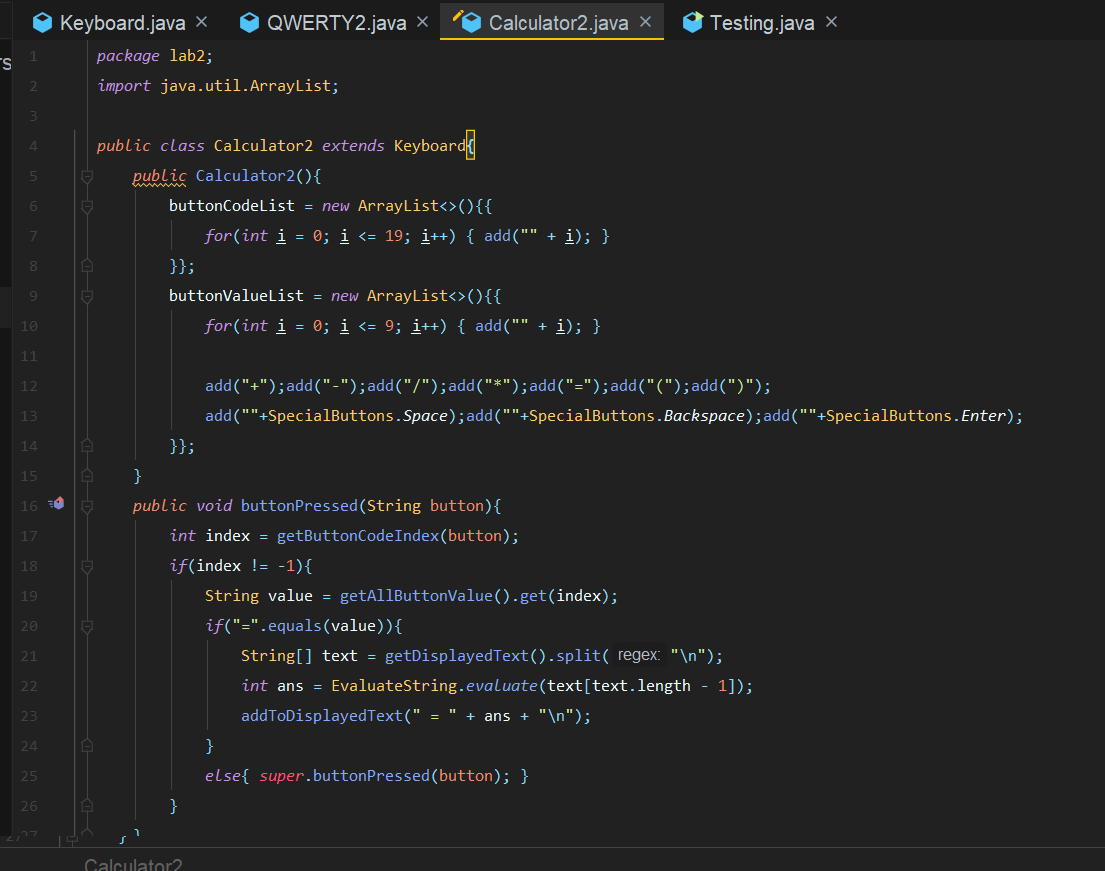 Keyboard.java × QWERTY2.java × Calculator2.java × Testing.java ×
rs
1 package lab2;
2 import java.util.ArrayList;
3
4 public class Calculator2 extends Keyboard{
5 public Calculator2(){
6 buttonCodeList = new ArrayList<>(){{
7 for(int i = 0; i <= 19; i++) { add("" + i); }
8 }};
9 buttonValueList = new ArrayList<>(){{
10 for(int i = 0; i <= 9; i++) { add("" + i); }
11
12 add("+");add("-");add("/");add("*");add("=");add("(");add(")");
13 add(""+SpecialButtons.Space);add(""+SpecialButtons.Backspace);add(""+SpecialButtons.Enter);
14 }};
15 }
16 public void buttonPressed(String button){
17 int index = getButtonCodeIndex(button);
18 if(index != -1){
19 String value = getAllButtonValue().get(index);
20 if("=".equals(value)){
21 String[] text = getDisplayedText().split( regex: "\n");
22 int ans = EvaluateString.evaluate(text[text.length - 1]);
23 addToDisplayedText(" = " + ans + "\n");
24 }
25 else{ super.buttonPressed(button); }
26 }
} }
Calculator2